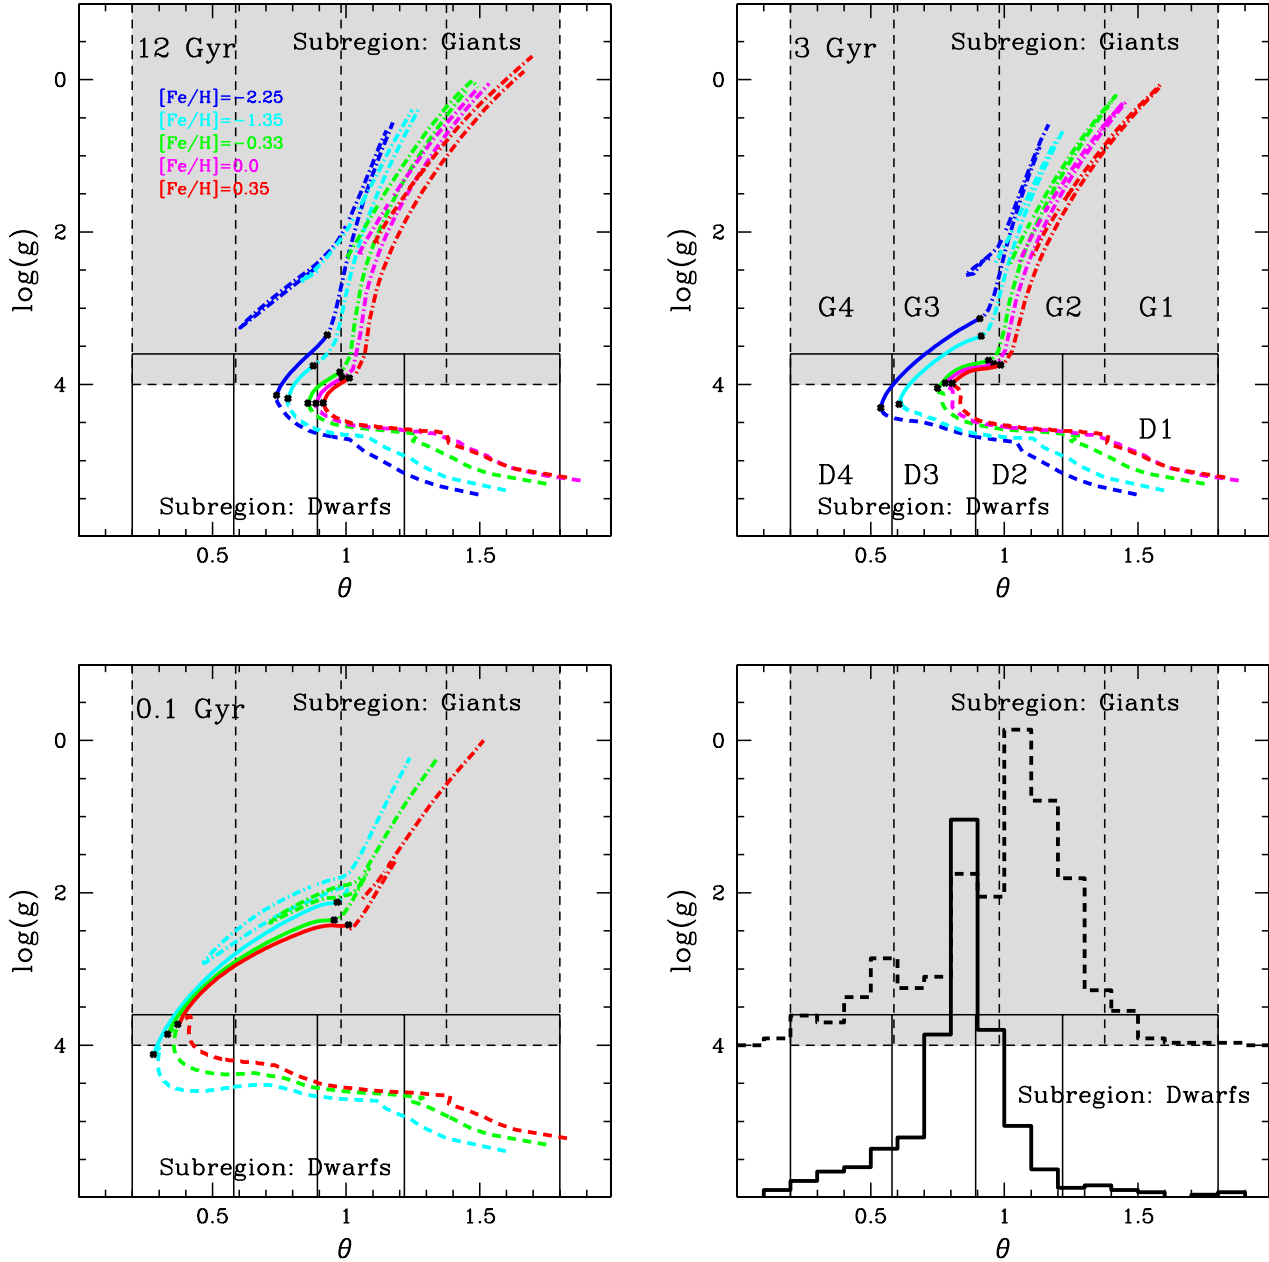 12 Gyr
Subregion: Giants
[Fe/H]=−2.25
[Fe/H]=−1.35
[Fe/H]=−0.33
[Fe/H]=0.0
[Fe/H]=0.35
0
2
4
log(g)
Subregion: Dwarfs
0.5 1 1.5
θ
3 Gyr
Subregion: Giants
0
2
4
log(g)
G4 G3 G2 G1
D1
D4 D3 D2
Subregion: Dwarfs
0.5 1 1.5
θ
0.1 Gyr
Subregion: Giants
0
2
4
log(g)
Subregion: Dwarfs
0.5 1 1.5
θ
Subregion: Giants
0
2
4
log(g)
Subregion: Dwarfs
0.5 1 1.5
θ